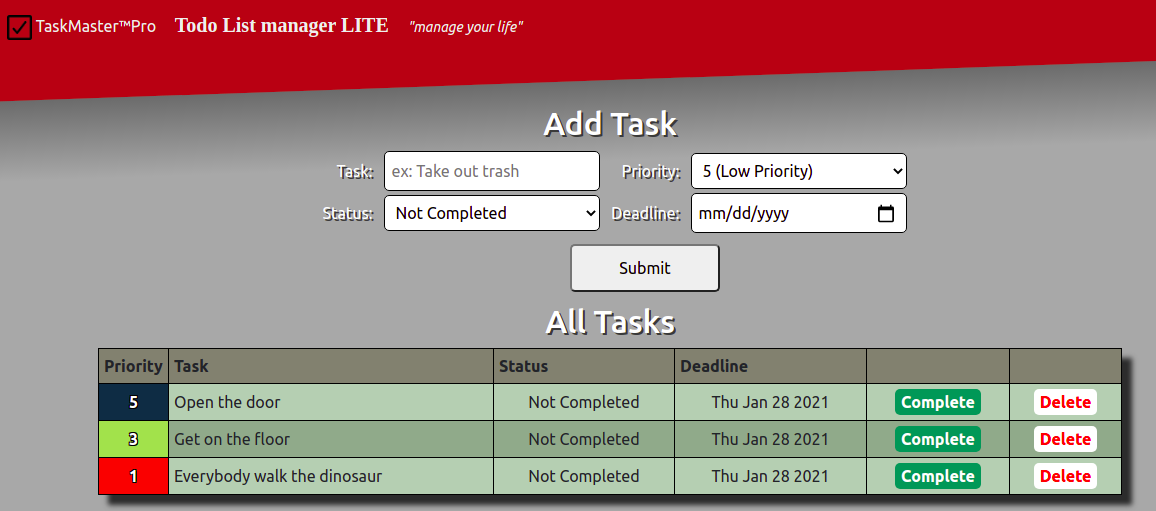 TaskMaster™Pro Todo List manager LITE "manage your life"
Add Task
Task: ex: Take out trash Priority: 5 (Low Priority)
Status: Not Completed Deadline: mm/dd/yyyy
Submit
All Tasks
Priority Task Status Deadline
5 Open the door Not Completed Thu Jan 28 2021 Complete Delete
3 Get on the floor Not Completed Thu Jan 28 2021 Complete Delete
1 Everybody walk the dinosaur Not Completed Thu Jan 28 2021 Complete Delete